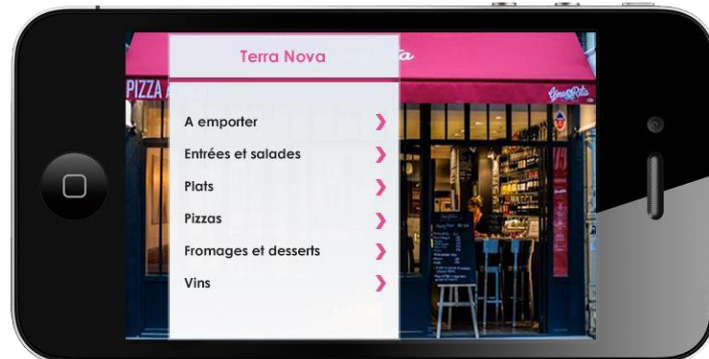 Terra Nova
PIZZA
A emporter
Entrées et salades
Plats
Pizzas
Fromages et desserts
Vins